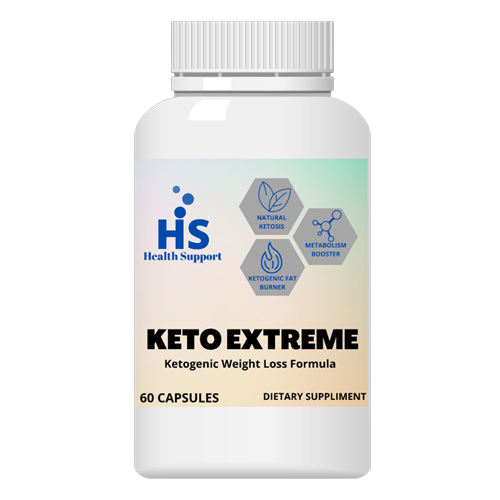 HS
Health Support
NATURAL
KETOSIS
METABOLISM
BOOSTER
KETOGENIC FAT
BURNER
KETO EXTREME
Ketogenic Weight Loss Formula
60 CAPSULES
DIETARY SUPPLIMENT